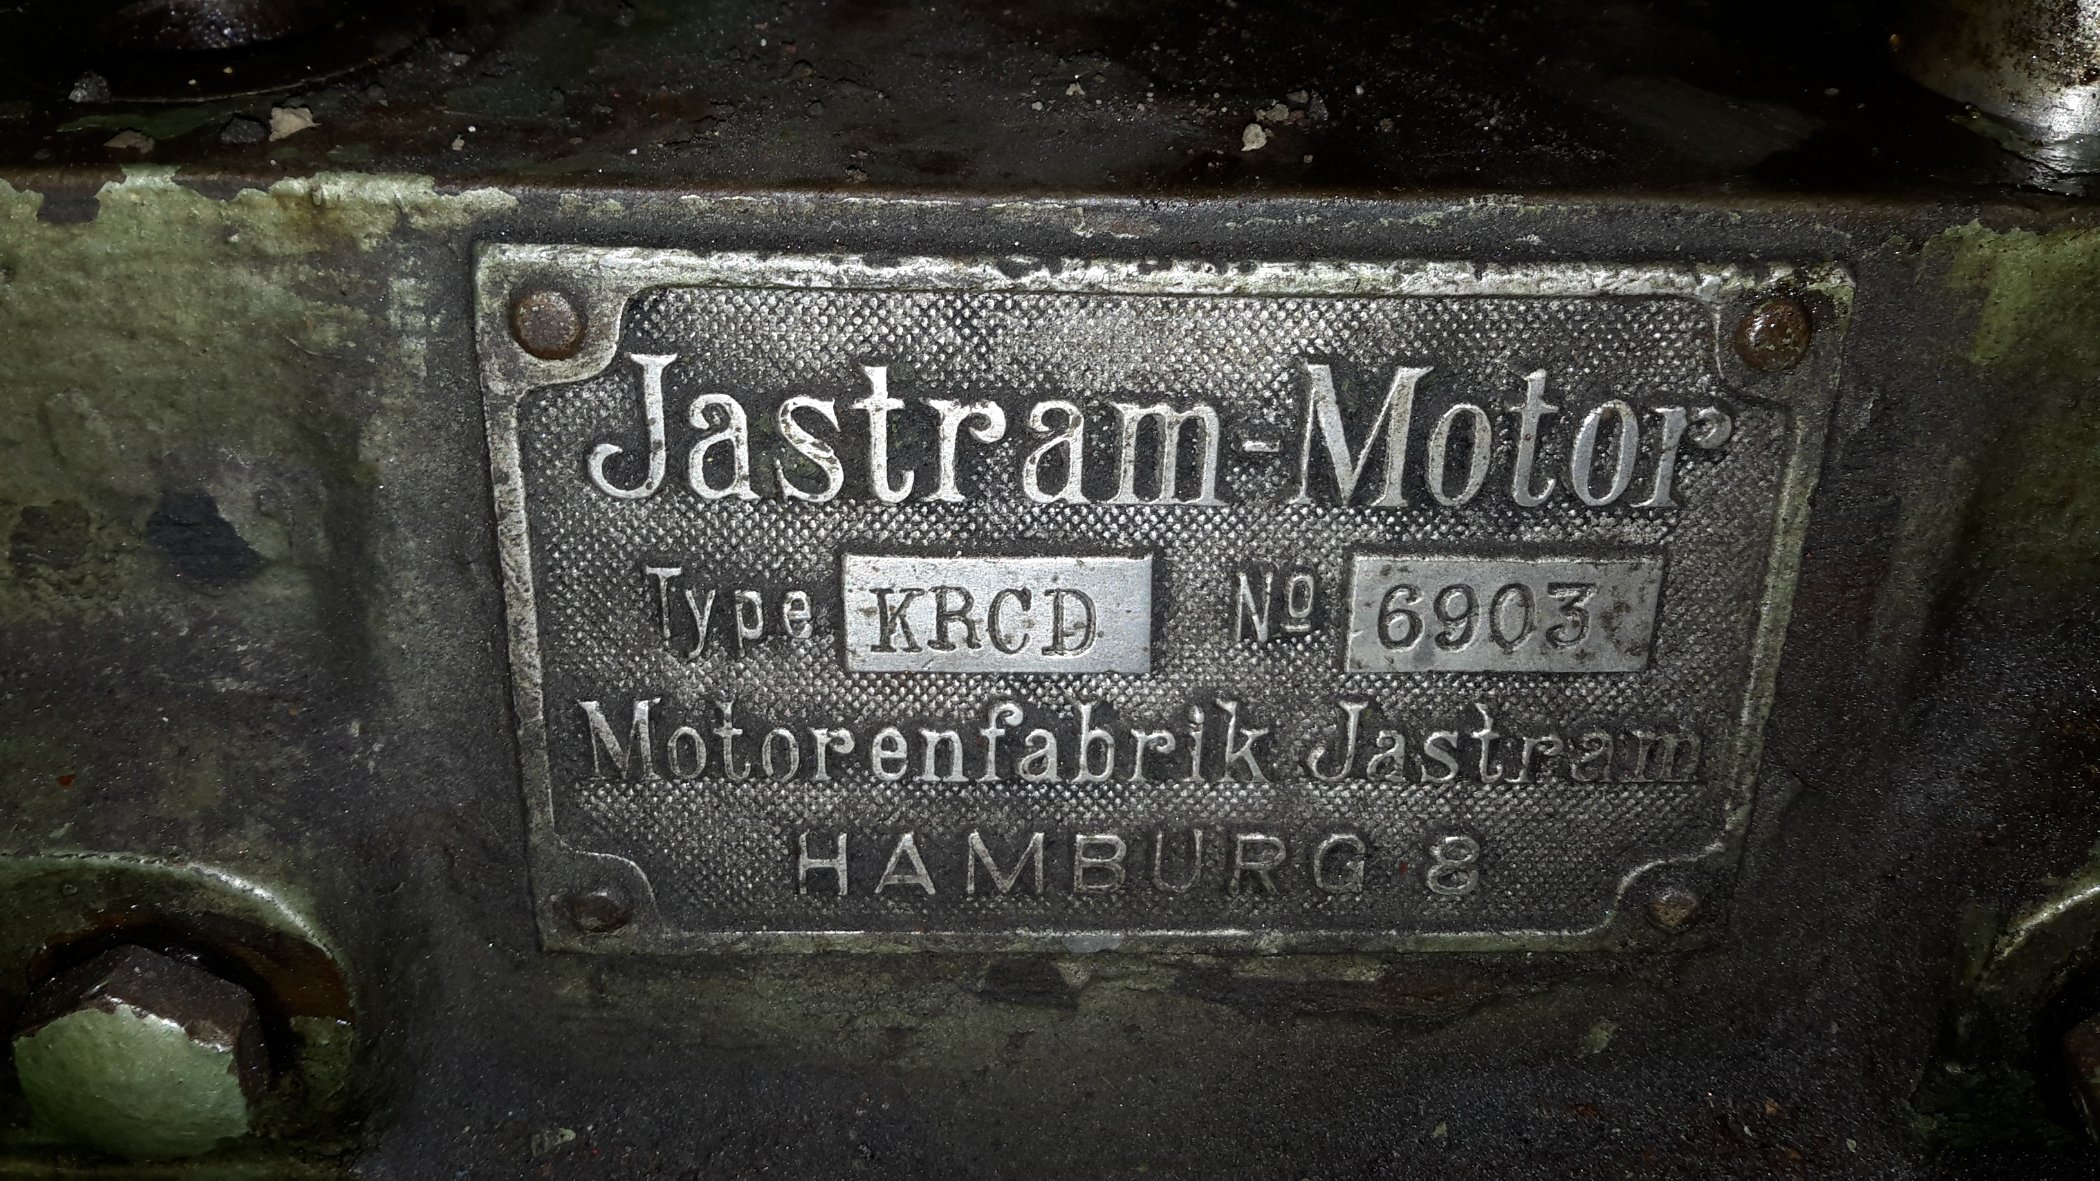 Jastram-Motor
Type KRCD Nº 6903
Motorenfabrik Jastram
HAMBURG 8